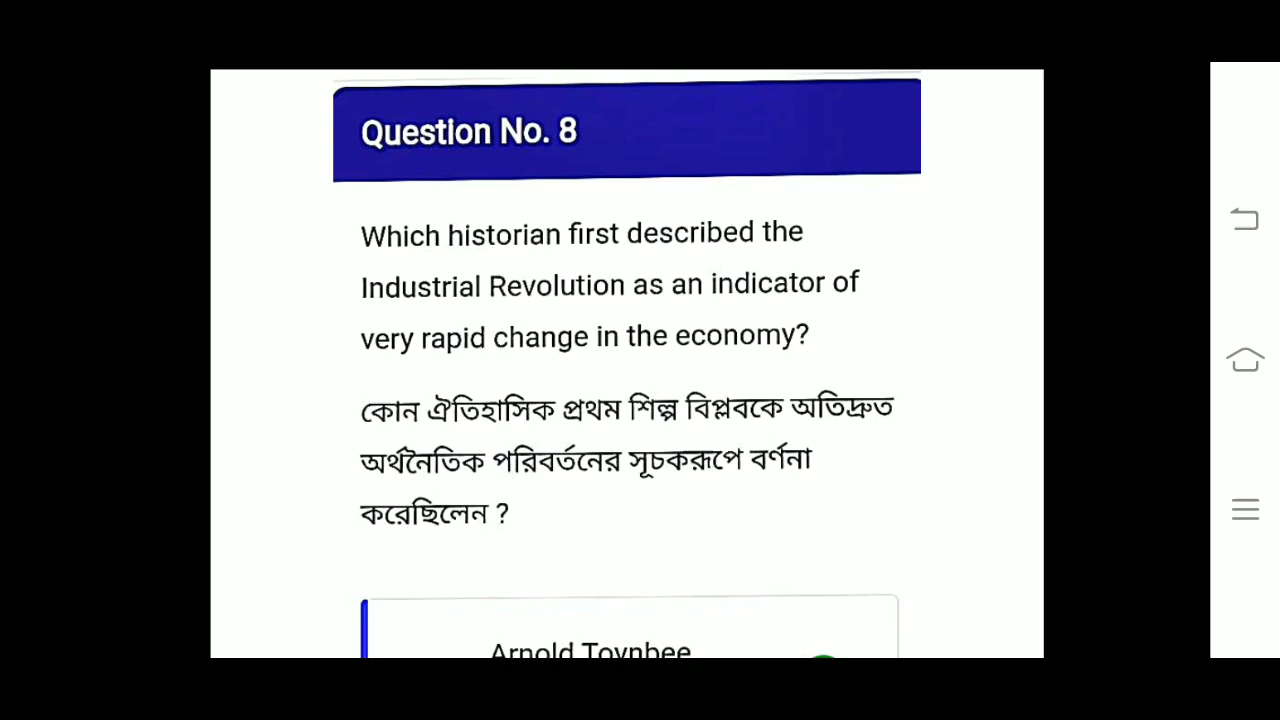 Question No. 8
Which historian first described the
Industrial Revolution as an indicator of
very rapid change in the economy?
কোন ঐতিহাসিক প্রথম শিল্প বিপ্লবকে অতিদ্রুত
অর্থনৈতিক পরিবর্তনের সূচকরূপে বর্ণনা
করেছিলেন ?
Arnold Toynbee